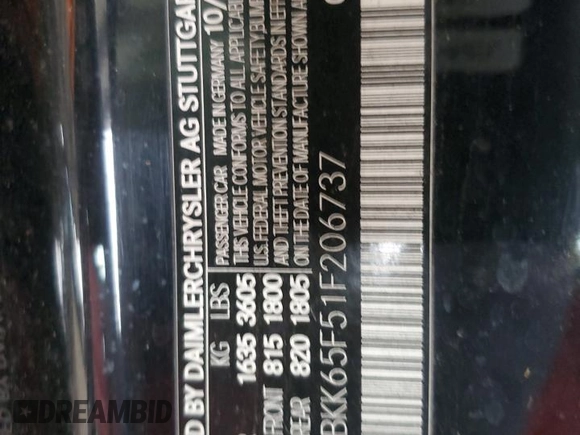 D BY DAIMLERCHRYSLER AG STUTTGA
KG LBS PASSENGER CAR MADE IN GERMANY 10/
1635 3605 THIS VEHICLE CONFORMS TO ALL APPLICABL
U.S. FEDERAL MOTOR VEHICLE SAFETY BUM
FRONT 815 1800 AND THEFT PREVENTION STANDARDS IN EFFE
REAR 820 1805 ON THE DATE OF MANUFACTURE SHOWN A
BKK65F51F206737
DREAMBID